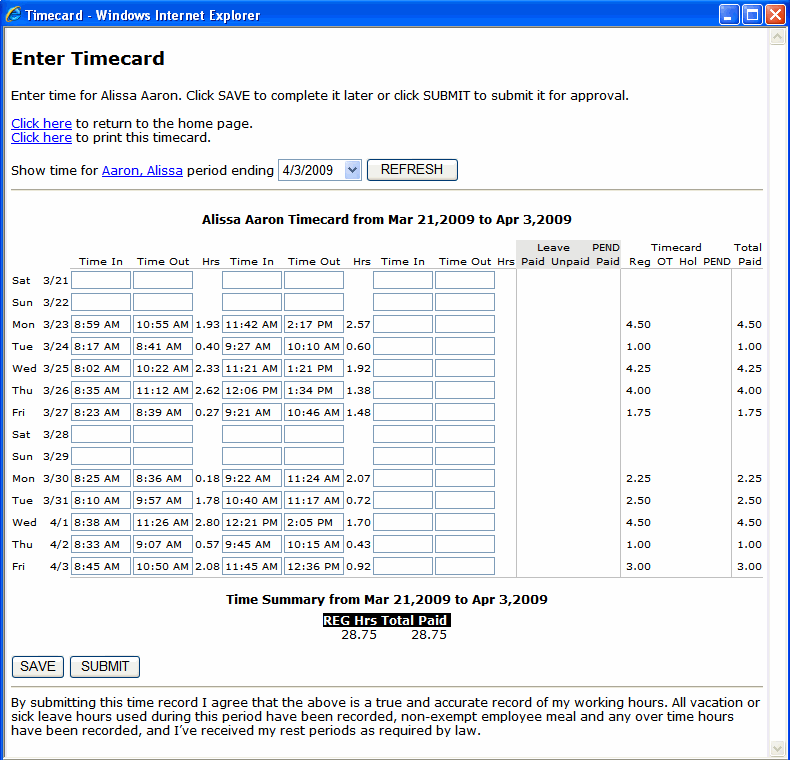 Timecard - Windows Internet Explorer
Enter Timecard
Enter time for Alissa Aaron. Click SAVE to complete it later or click SUBMIT to submit it for approval.
Click here to return to the home page.
Click here to print this timecard.
Show time for Aaron, Alissa period ending 4/3/2009 REFRESH
Alissa Aaron Timecard from Mar 21,2009 to Apr 3,2009
Leave PEND Timecard Total
Time In Time Out Hrs Time In Time Out Hrs Time In Time Out Hrs Paid Unpaid Paid Reg OT Hol PEND Paid
Sat 3/21
Sun 3/22
Mon 3/23 8:59 AM 10:55 AM 1.93 11:42 AM 2:17 PM 2.57 4.50 4.50
Tue 3/24 8:17 AM 8:41 AM 0.40 9:27 AM 10:10 AM 0.60 1.00 1.00
Wed 3/25 8:02 AM 10:22 AM 2.33 11:21 AM 1:21 PM 1.92 4.25 4.25
Thu 3/26 8:35 AM 11:12 AM 2.62 12:06 PM 1:34 PM 1.38 4.00 4.00
Fri 3/27 8:23 AM 8:39 AM 0.27 9:21 AM 10:46 AM 1.48 1.75 1.75
Sat 3/28
Sun 3/29
Mon 3/30 8:25 AM 8:36 AM 0.18 9:22 AM 11:24 AM 2.07 2.25 2.25
Tue 3/31 8:10 AM 9:57 AM 1.78 10:40 AM 11:17 AM 0.72 2.50 2.50
Wed 4/1 8:38 AM 11:26 AM 2.80 12:21 PM 2:05 PM 1.70 4.50 4.50
Thu 4/2 8:33 AM 9:07 AM 0.57 9:45 AM 10:15 AM 0.43 1.00 1.00
Fri 4/3 8:45 AM 10:50 AM 2.08 11:45 AM 12:36 PM 0.92 3.00 3.00
Time Summary from Mar 21,2009 to Apr 3,2009
REG Hrs Total Paid
28.75 28.75
SAVE SUBMIT
By submitting this time record I agree that the above is a true and accurate record of my working hours. All vacation or
sick leave hours used during this period have been recorded, non-exempt employee meal and any over time hours
have been recorded, and I've received my rest periods as required by law.